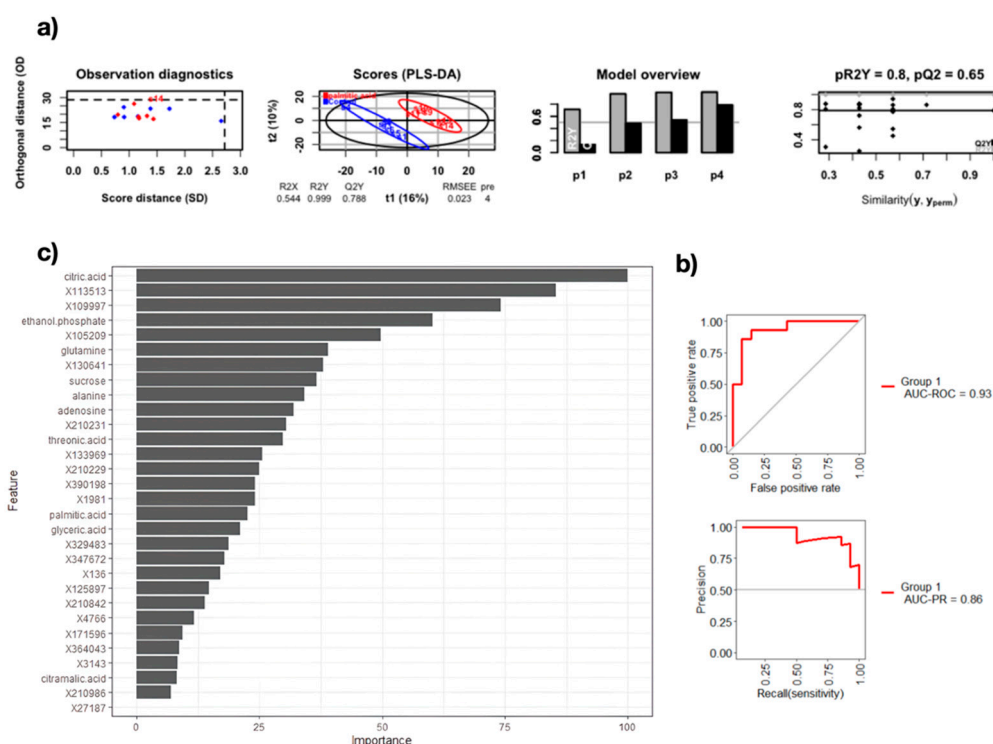 a)
Observation diagnostics
Orthogonal distance (OD
30
15
0
c14
0.0 0.5 1.0 1.5 2.0 2.5 3.0
Score distance (SD)
Scores (PLS-DA)
t2 (10%)
20
0
-20
palmitic.acid
Control
-20 -10 0 10 20
R2X R2Y Q2Y t1 (16%) RMSEE pre
0.544 0.999 0.788 0.023 4
Model overview
0.6
0.0
R2Y
p1 p2 p3 p4
pR2Y = 0.8, pQ2 = 0.65
0.8
0.4
Q2Y
0.3 0.5 0.7 0.9
Similarity(y, yperm)
c)
Feature
citric.acid
X113513
X109997
ethanol.phosphate
X105209
glutamine
X130641
sucrose
alanine
adenosine
X210231
threonic.acid
X133969
X210229
X390198
X1981
palmitic.acid
glyceric.acid
X329483
X347672
X136
X125897
X210842
X4766
X171596
X364043
X3143
citramalic.acid
X210986
X27187
0 25 50 75 100
Importance
b)
True positive rate
1.00
0.75
0.50
0.25
0.00
0.00 0.25 0.50 0.75 1.00
False positive rate
Group 1
AUC-ROC = 0.93
Precision
1.00
0.75
0.50
0.25
0.00
0.00 0.25 0.50 0.75 1.00
Recall(sensitivity)
Group 1
AUC-PR = 0.86